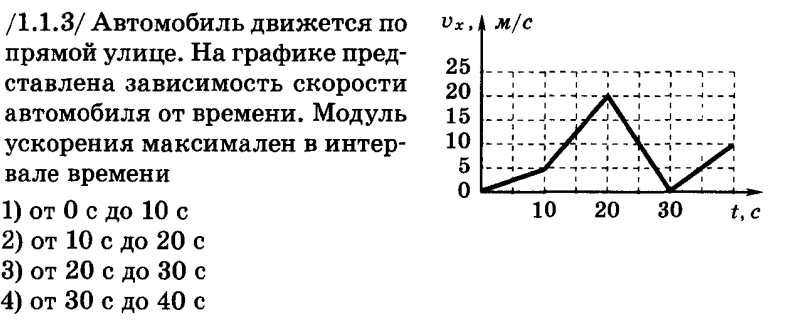 /1.1.3/ Автомобиль движется по
прямой улице. На графике пред-
ставлена зависимость скорости
автомобиля от времени. Модуль
ускорения максимален в интер-
вале времени
1) от 0 с до 10 с
2) от 10 с до 20 с
3) от 20 с до 30 с
4) от 30 с до 40 с
υₓ, м/с
25
20
15
10
5
0
10 20 30 t, с